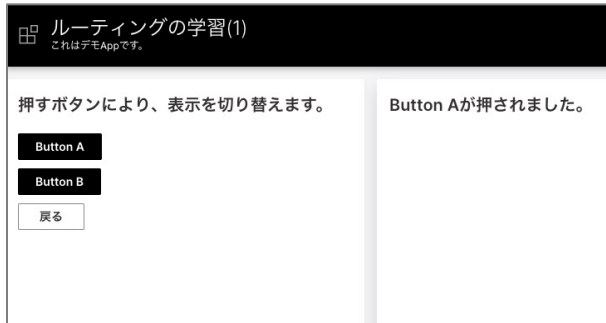 ルーティングの学習(1)
これはデモAppです。
押すボタンにより、表示を切り替えます。
Button A
Button B
戻る
Button Aが押されました。